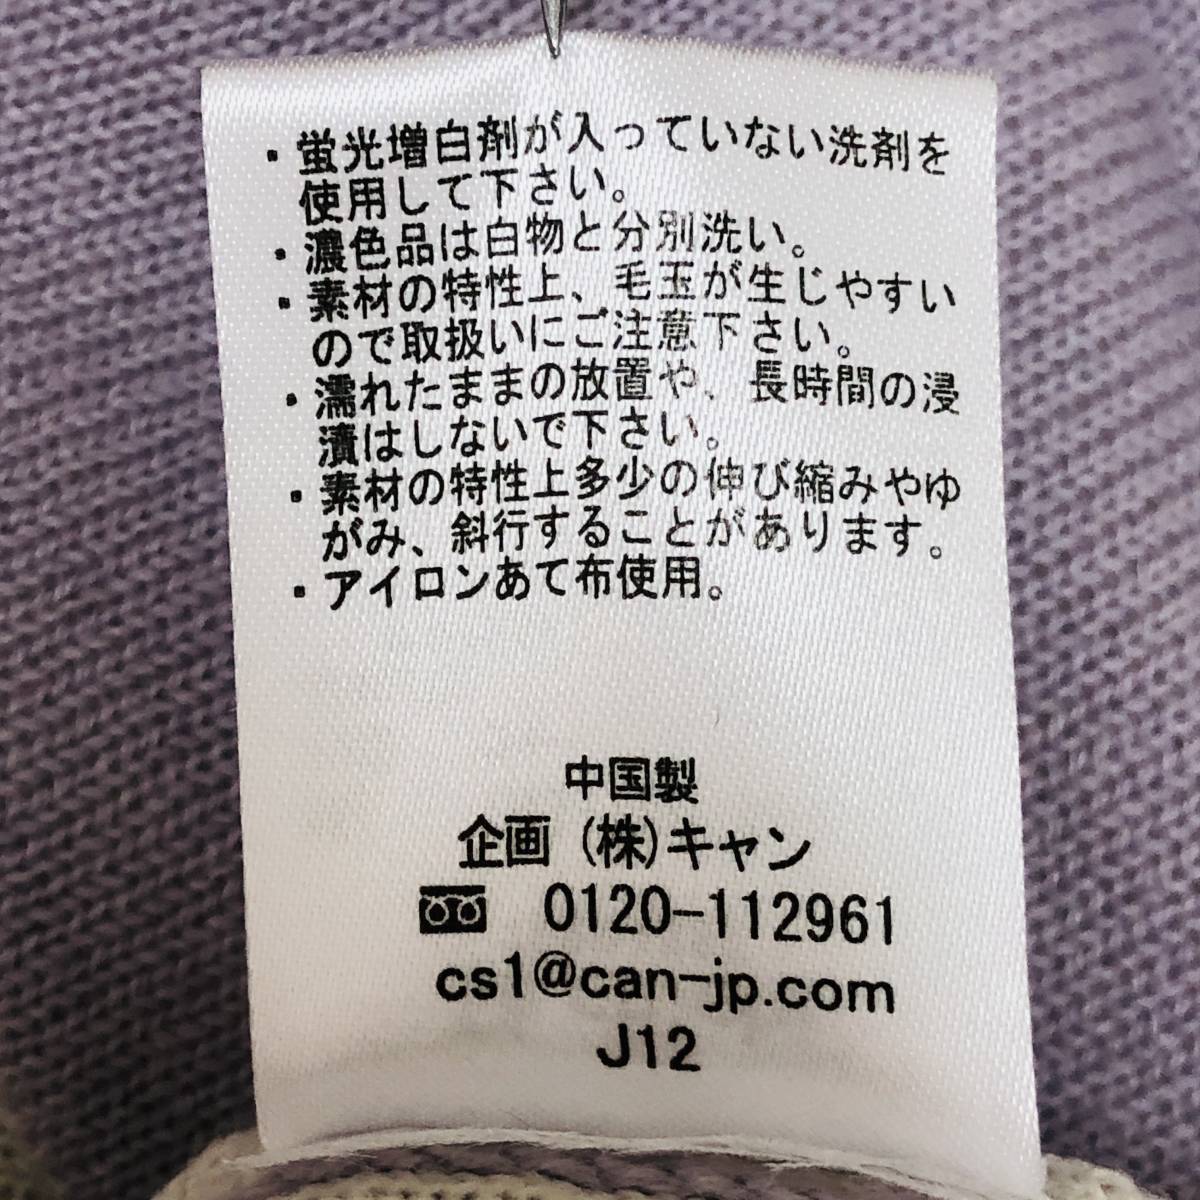 ・蛍光増白剤が入っていない洗剤を
使用して下さい。
・濃色品は白物と分別洗い。
・素材の特性上、毛玉が生じやすい
ので取扱いにご注意下さい。
・濡れたままの放置や、長時間の浸
漬はしないで下さい。
・素材の特性上多少の伸び縮みやゆ
がみ、斜行することがあります。
・アイロンあて布使用。
中国製
企画 (株)キャン
0120-112961
cs1@can-jp.com
J12